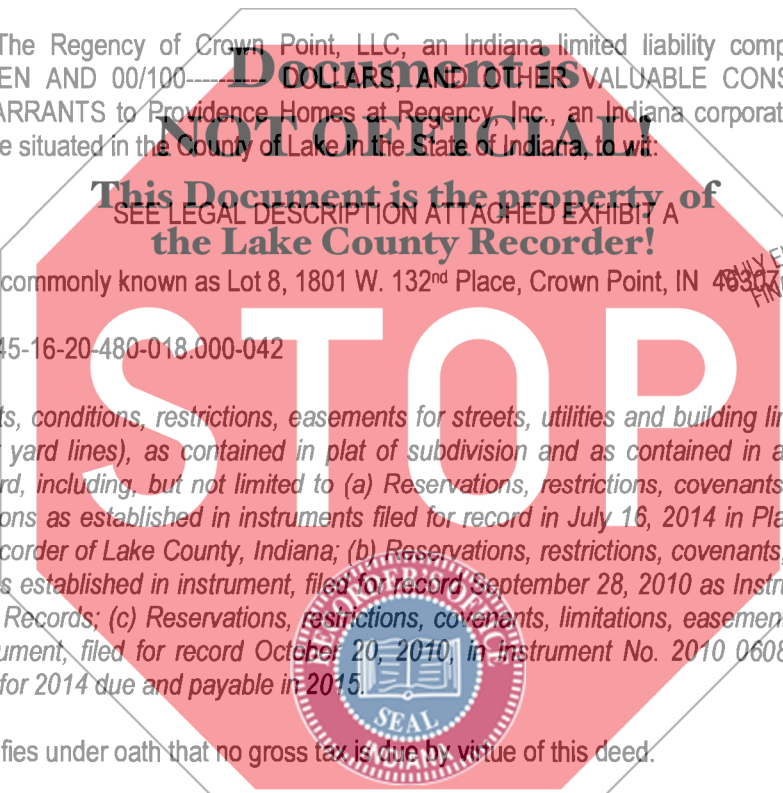 The Regency of Crown Point, LLC, an Indiana limited liability comp
EN AND 00/100---------- DOLLARS, AND OTHER VALUABLE CONS
ARRANTS to Providence Homes at Regency, Inc., an Indiana corporat
e situated in the County of Lake in the State of Indiana, to wit:
Document is
NOT OFFICIAL!
This Document is the property of
the Lake County Recorder!
SEE LEGAL DESCRIPTION ATTACHED EXHIBIT A
commonly known as Lot 8, 1801 W. 132nd Place, Crown Point, IN 46307
45-16-20-480-018.000-042
STOP
ts, conditions, restrictions, easements for streets, utilities and building lin
yard lines), as contained in plat of subdivision and as contained in a
rd, including, but not limited to (a) Reservations, restrictions, covenants
ons as established in instruments filed for record in July 16, 2014 in Pla
corder of Lake County, Indiana; (b) Reservations, restrictions, covenants,
s established in instrument, filed for record September 28, 2010 as Instr
Records; (c) Reservations, restrictions, covenants, limitations, easemen
ument, filed for record October 20, 2010, in Instrument No. 2010 0608
for 2014 due and payable in 2015.
RECORDER'S OFFICE
SEAL
INDIANA
fies under oath that no gross tax is due by virtue of this deed.